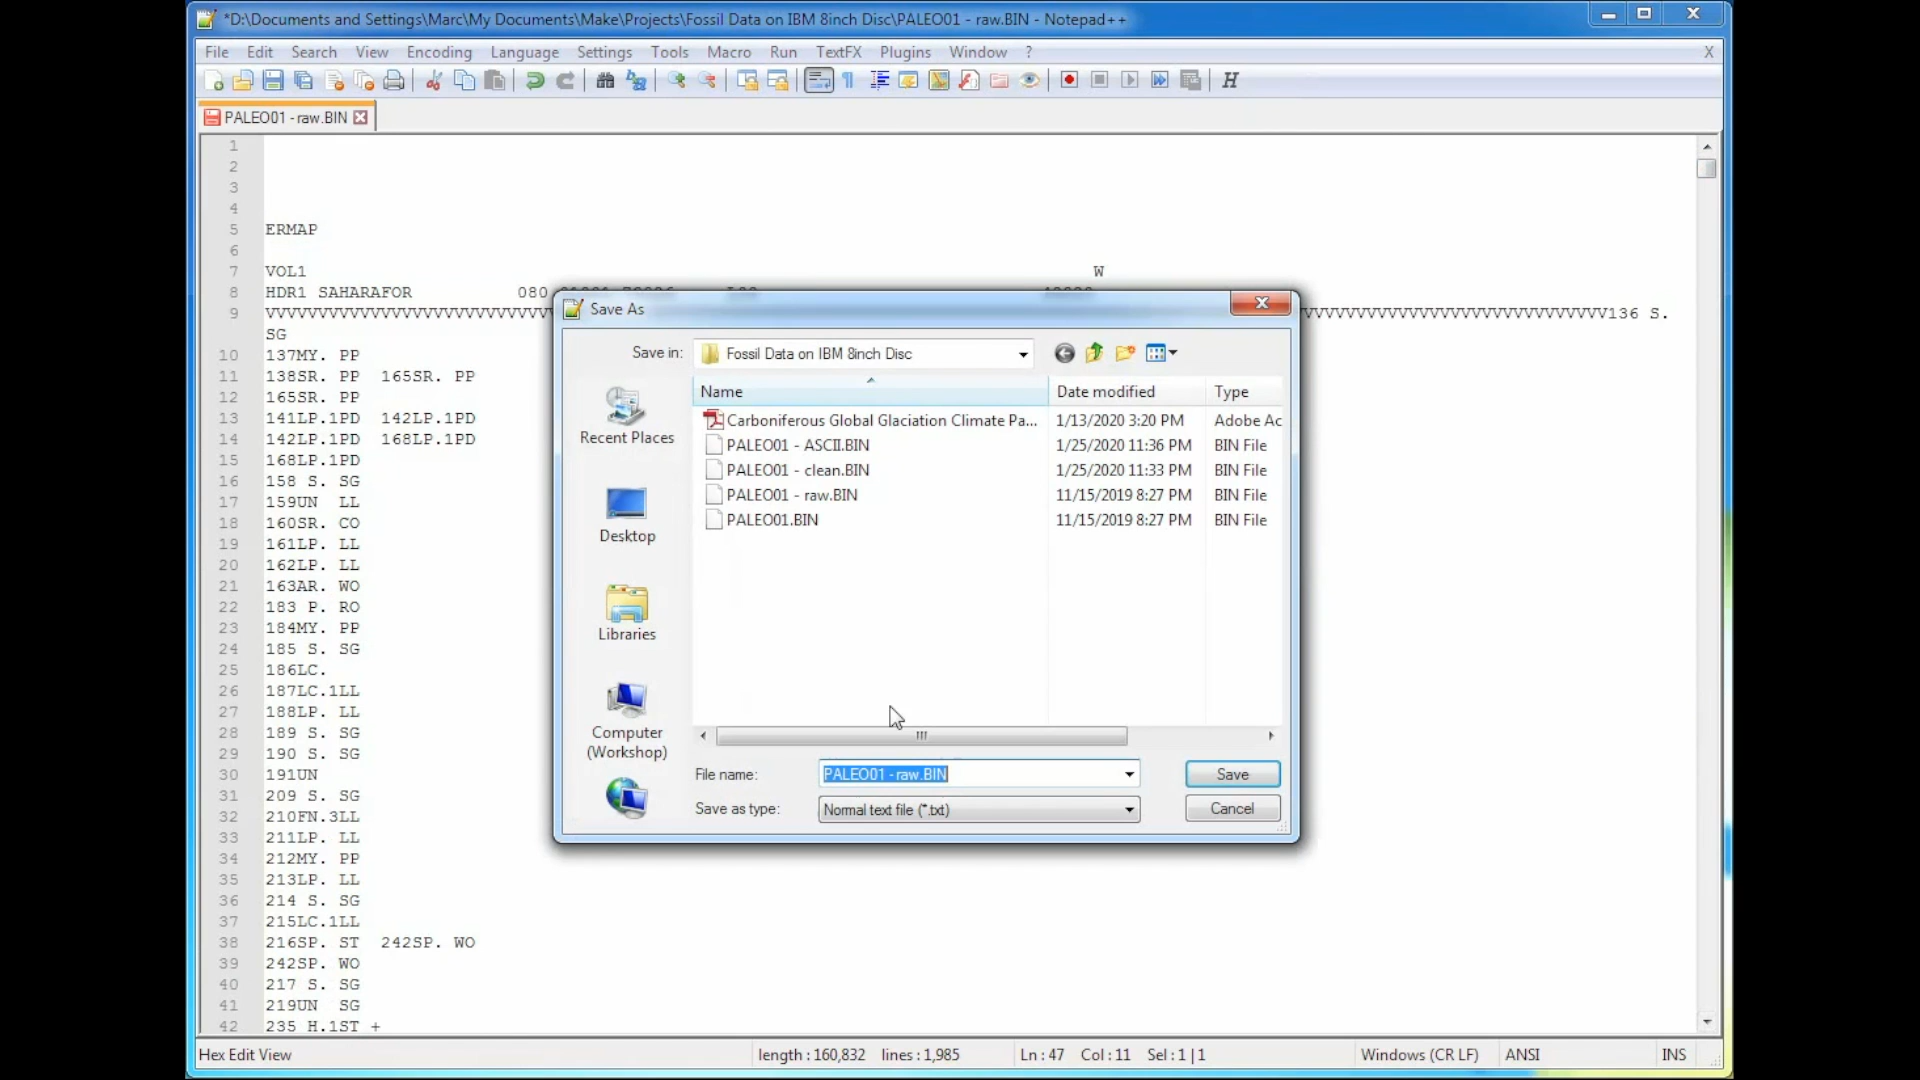 *D:\Documents and Settings\Marc\My Documents\Make\Projects\Fossil Data on IBM 8inch Disc\PALEO01 - raw.BIN - Notepad++
File Edit Search View Encoding Language Settings Tools Macro Run TextFX Plugins Window ? X
PALEO01 - raw.BIN
1
2
3
4
5 ERMAP
6
7 VOL1 W
8 HDR1 SAHARAFOR 080
9 136 S.
SG
10 137MY. PP
11 138SR. PP 165SR. PP
12 165SR. PP
13 141LP.1PD 142LP.1PD
14 142LP.1PD 168LP.1PD
15 168LP.1PD
16 158 S. SG
17 159UN LL
18 160SR. CO
19 161LP. LL
20 162LP. LL
21 163AR. WO
22 183 P. RO
23 184MY. PP
24 185 S. SG
25 186LC.
26 187LC.1LL
27 188LP. LL
28 189 S. SG
29 190 S. SG
30 191UN
31 209 S. SG
32 210FN.3LL
33 211LP. LL
34 212MY. PP
35 213LP. LL
36 214 S. SG
37 215LC.1LL
38 216SP. ST 242SP. WO
39 242SP. WO
40 217 S. SG
41 219UN SG
42 235 H.1ST +
Save As
Save in: Fossil Data on IBM 8inch Disc
Name Date modified Type
Carboniferous Global Glaciation Climate Pa... 1/13/2020 3:20 PM Adobe Ac
PALEO01 - ASCII.BIN 1/25/2020 11:36 PM BIN File
PALEO01 - clean.BIN 1/25/2020 11:33 PM BIN File
PALEO01 - raw.BIN 11/15/2019 8:27 PM BIN File
PALEO01.BIN 11/15/2019 8:27 PM BIN File
Recent Places
Desktop
Libraries
Computer
(Workshop)
File name: PALEO01 - raw.BIN Save
Save as type: Normal text file (*.txt) Cancel
Hex Edit View length : 160,832 lines : 1,985 Ln : 47 Col : 11 Sel : 1 | 1 Windows (CR LF) ANSI INS